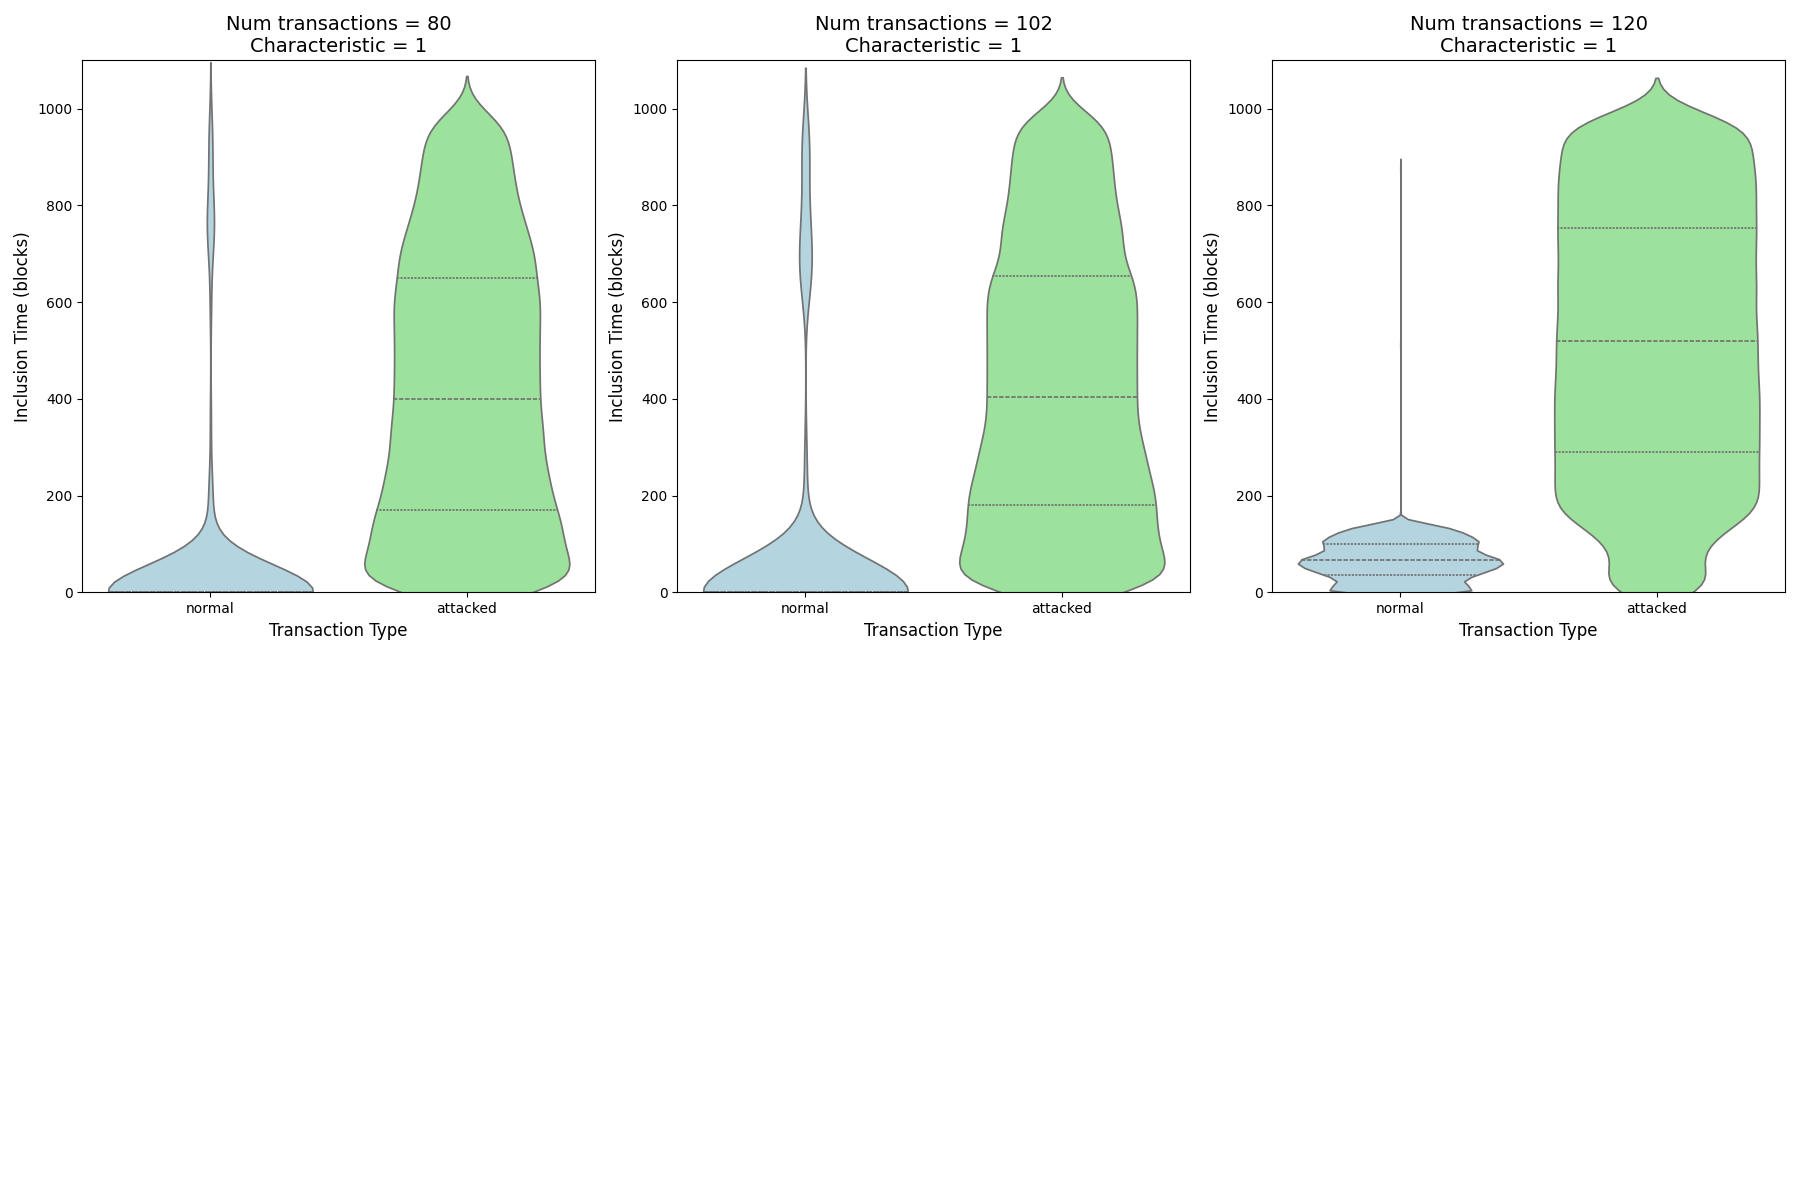 Num transactions = 80
Characteristic = 1
Inclusion Time (blocks)
1000
800
600
400
200
0
normal
attacked
Transaction Type
Num transactions = 102
Characteristic = 1
Inclusion Time (blocks)
1000
800
600
400
200
0
normal
attacked
Transaction Type
Num transactions = 120
Characteristic = 1
Inclusion Time (blocks)
1000
800
600
400
200
0
normal
attacked
Transaction Type